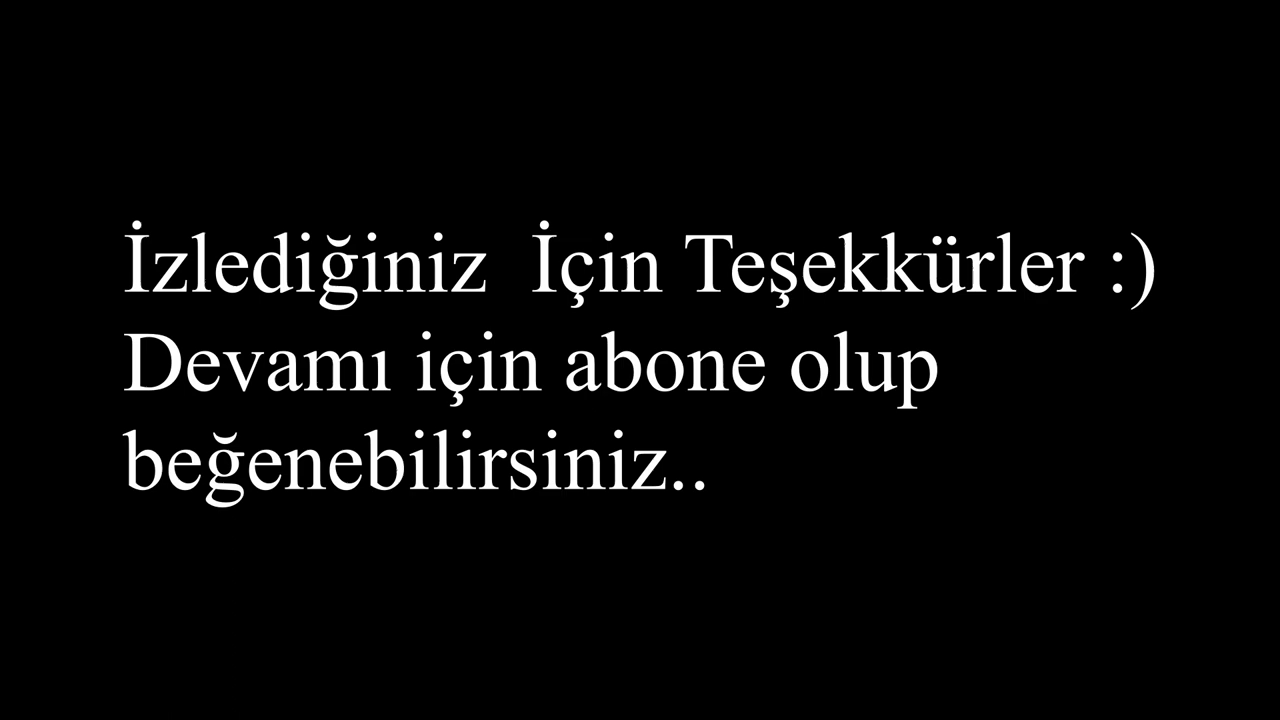 İzlediğiniz  İçin Teşekkürler :)
Devamı için abone olup
beğenebilirsiniz..